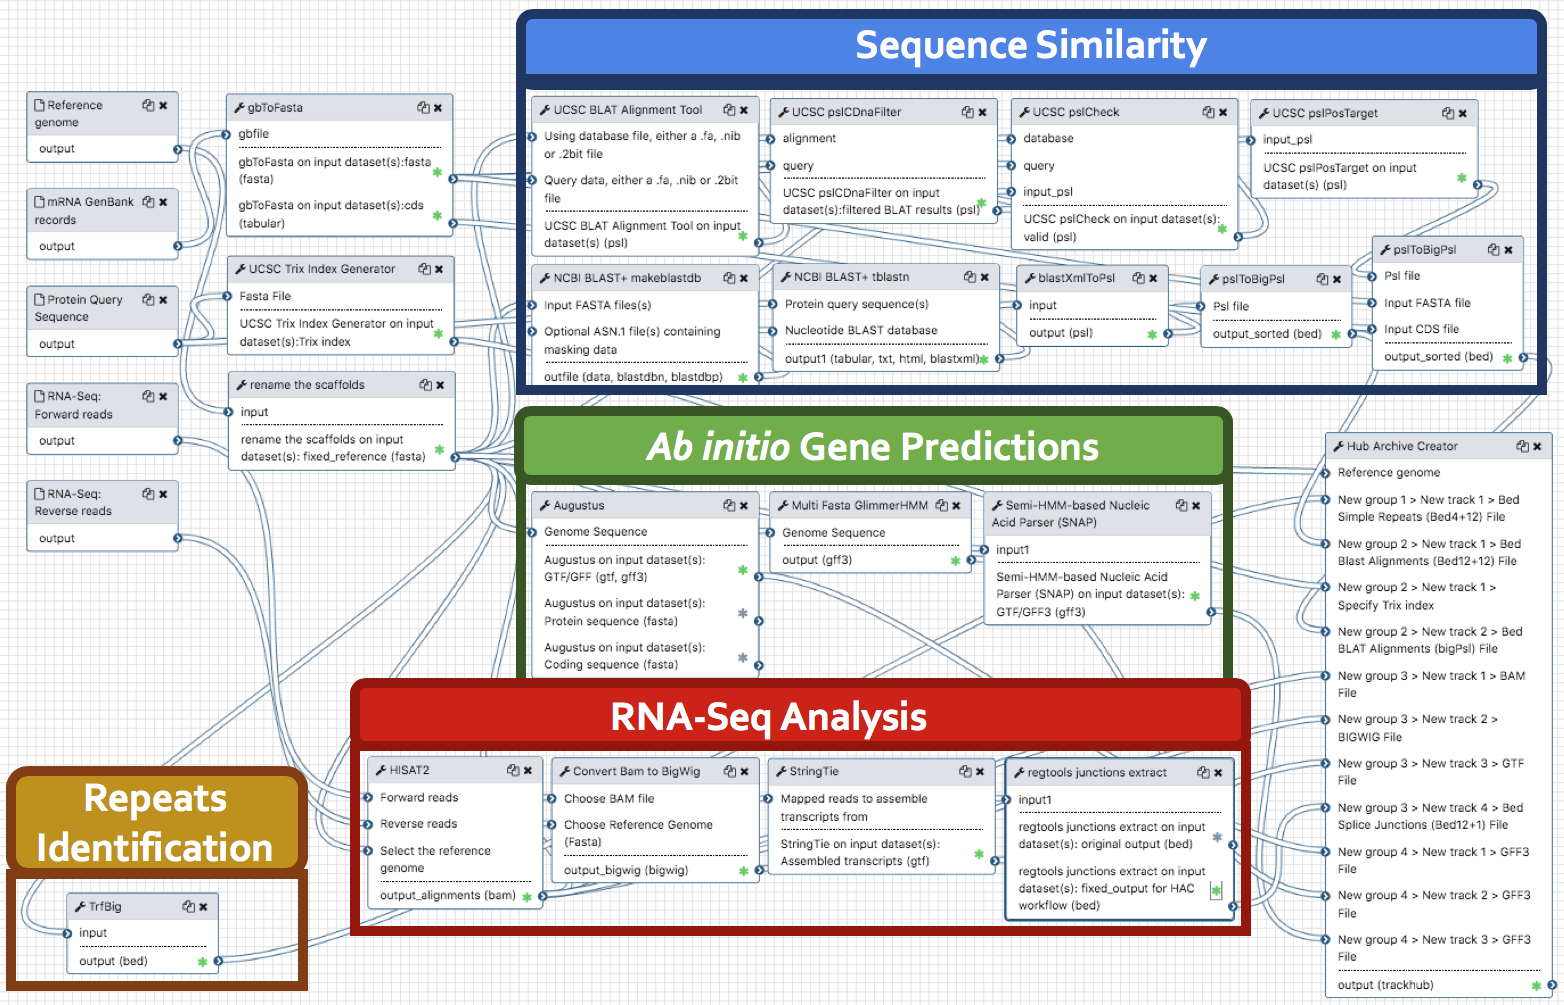 Sequence Similarity
Reference
genome
output
mRNA GenBank
records
output
Protein Query
Sequence
output
RNA-Seq:
Forward reads
output
RNA-Seq:
Reverse reads
output
gbToFasta
gbfile
gbToFasta on input dataset(s):fasta
(fasta)
gbToFasta on input dataset(s):cds
(tabular)
UCSC Trix Index Generator
Fasta File
UCSC Trix Index Generator on input
dataset(s):Trix index
rename the scaffolds
input
rename the scaffolds on input
dataset(s): fixed_reference (fasta)
UCSC BLAT Alignment Tool
Using database file, either a .fa, .nib
or .2bit file
Query data, either a .fa, .nib or .2bit
file
UCSC BLAT Alignment Tool on input
dataset(s) (psl)
UCSC pslCDnaFilter
alignment
query
UCSC pslCDnaFilter on input
dataset(s):filtered BLAT results (psl)
UCSC pslCheck
database
query
input_psl
UCSC pslCheck on input dataset(s):
valid (psl)
UCSC pslPosTarget
input_psl
UCSC pslPosTarget on input
dataset(s) (psl)
NCBI BLAST+ makeblastdb
Input FASTA files(s)
Optional ASN.1 file(s) containing
masking data
outfile (data, blastdbn, blastdbp)
NCBI BLAST+ tblastn
Protein query sequence(s)
Nucleotide BLAST database
output1 (tabular, txt, html, blastxml)
blastXmlToPsl
input
output (psl)
pslToBigPsl
Psl file
output_sorted (bed)
pslToBigPsl
Psl file
Input FASTA file
Input CDS file
output_sorted (bed)
Ab initio Gene Predictions
Augustus
Genome Sequence
Augustus on input dataset(s):
GTF/GFF (gtf, gff3)
Augustus on input dataset(s):
Protein sequence (fasta)
Augustus on input dataset(s):
Coding sequence (fasta)
Multi Fasta GlimmerHMM
Genome Sequence
output (gff3)
Semi-HMM-based Nucleic
Acid Parser (SNAP)
input1
Semi-HMM-based Nucleic Acid
Parser (SNAP) on input dataset(s):
GTF/GFF3 (gff3)
RNA-Seq Analysis
HISAT2
Forward reads
Reverse reads
Select the reference
genome
output_alignments (bam)
Convert Bam to BigWig
Choose BAM file
Choose Reference Genome
(Fasta)
output_bigwig (bigwig)
StringTie
Mapped reads to assemble
transcripts from
StringTie on input dataset(s):
Assembled transcripts (gtf)
regtools junctions extract
input1
regtools junctions extract on input
dataset(s): original output (bed)
regtools junctions extract on input
dataset(s): fixed_output for HAC
workflow (bed)
Repeats
Identification
TrfBig
input
output (bed)
Hub Archive Creator
Reference genome
New group 1 > New track 1 > Bed
Simple Repeats (Bed4+12) File
New group 2 > New track 1 > Bed
Blast Alignments (Bed12+12) File
New group 2 > New track 1 >
Specify Trix index
New group 2 > New track 2 > Bed
BLAT Alignments (bigPsl) File
New group 3 > New track 1 > BAM
File
New group 3 > New track 2 >
BIGWIG File
New group 3 > New track 3 > GTF
File
New group 3 > New track 4 > Bed
Splice Junctions (Bed12+1) File
New group 4 > New track 1 > GFF3
File
New group 4 > New track 2 > GFF3
File
New group 4 > New track 3 > GFF3
File
output (trackhub)